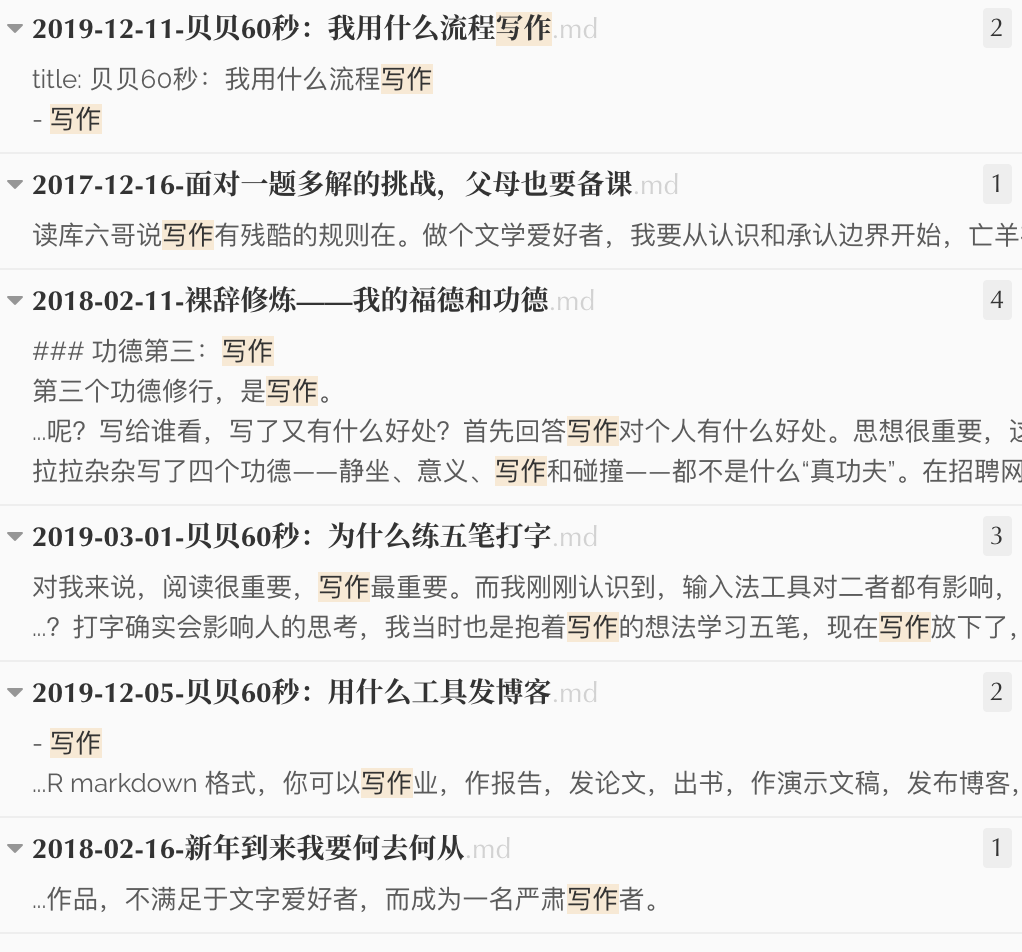 2019-12-11-贝贝60秒：我用什么流程写作.md 2
title: 贝贝60秒：我用什么流程写作
- 写作
2017-12-16-面对一题多解的挑战，父母也要备课.md 1
读库六哥说写作有残酷的规则在。做个文学爱好者，我要从认识和承认边界开始，亡羊
2018-02-11-裸辞修炼——我的福德和功德.md 4
### 功德第三：写作
第三个功德修行，是写作。
...呢？写给谁看，写了又有什么好处？首先回答写作对个人有什么好处。思想很重要，这
拉拉杂杂写了四个功德——静坐、意义、写作和碰撞——都不是什么“真功夫”。在招聘网
2019-03-01-贝贝60秒：为什么练五笔打字.md 3
对我来说，阅读很重要，写作最重要。而我刚刚认识到，输入法工具对二者都有影响，
...？打字确实会影响人的思考，我当时也是抱着写作的想法学习五笔，现在写作放下了，
2019-12-05-贝贝60秒：用什么工具发博客.md 2
- 写作
...R markdown 格式，你可以写作业，作报告，发论文，出书，作演示文稿，发布博客，
2018-02-16-新年到来我要何去何从.md 1
...作品，不满足于文字爱好者，而成为一名严肃写作者。